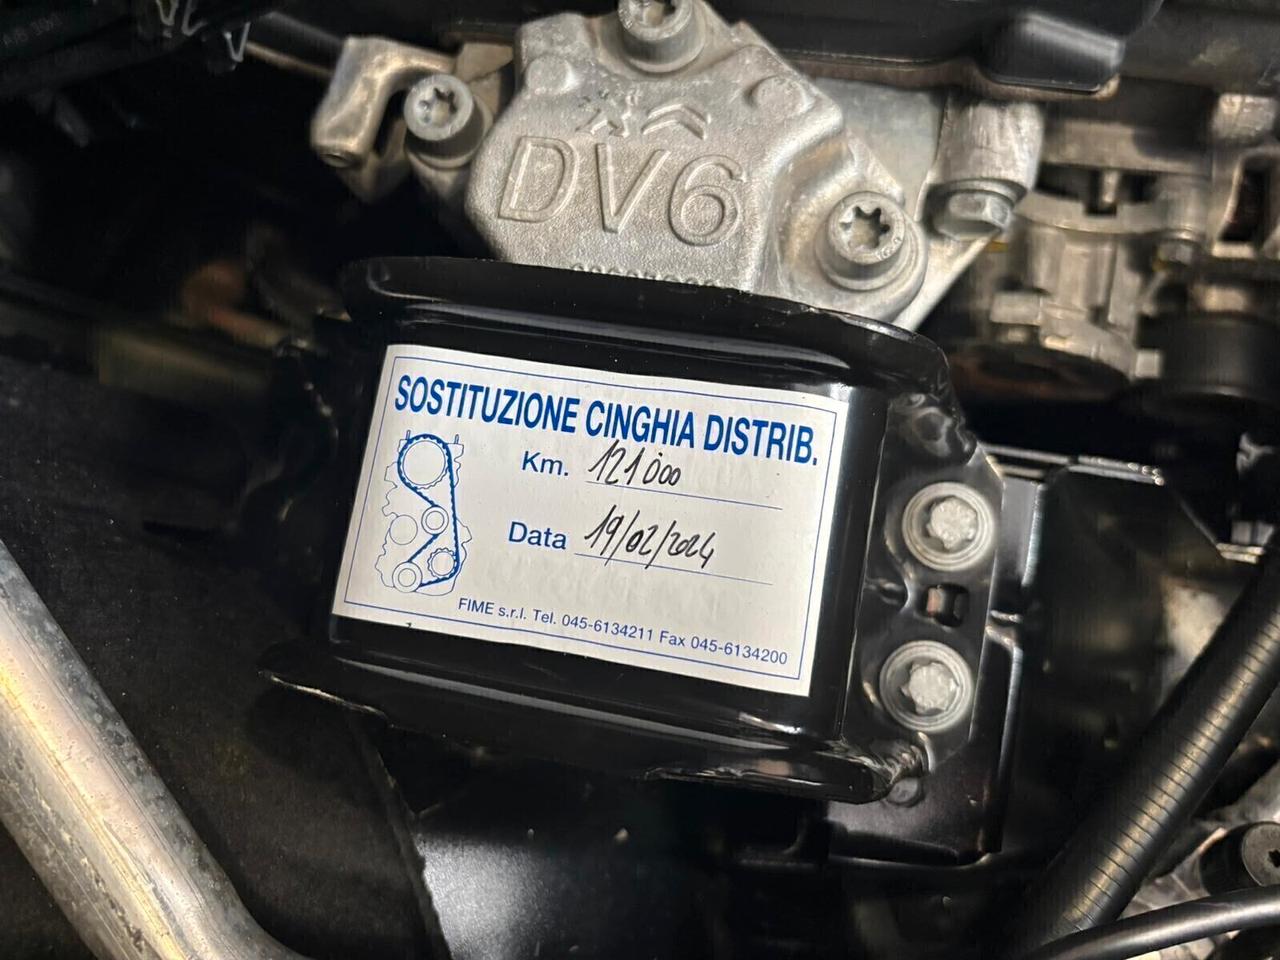 DV6
SOSTITUZIONE CINGHIA DISTRIB.
Km. 121000
Data 19/02/2024
FIME s.r.l. Tel. 045-6134211 Fax 045-6134200